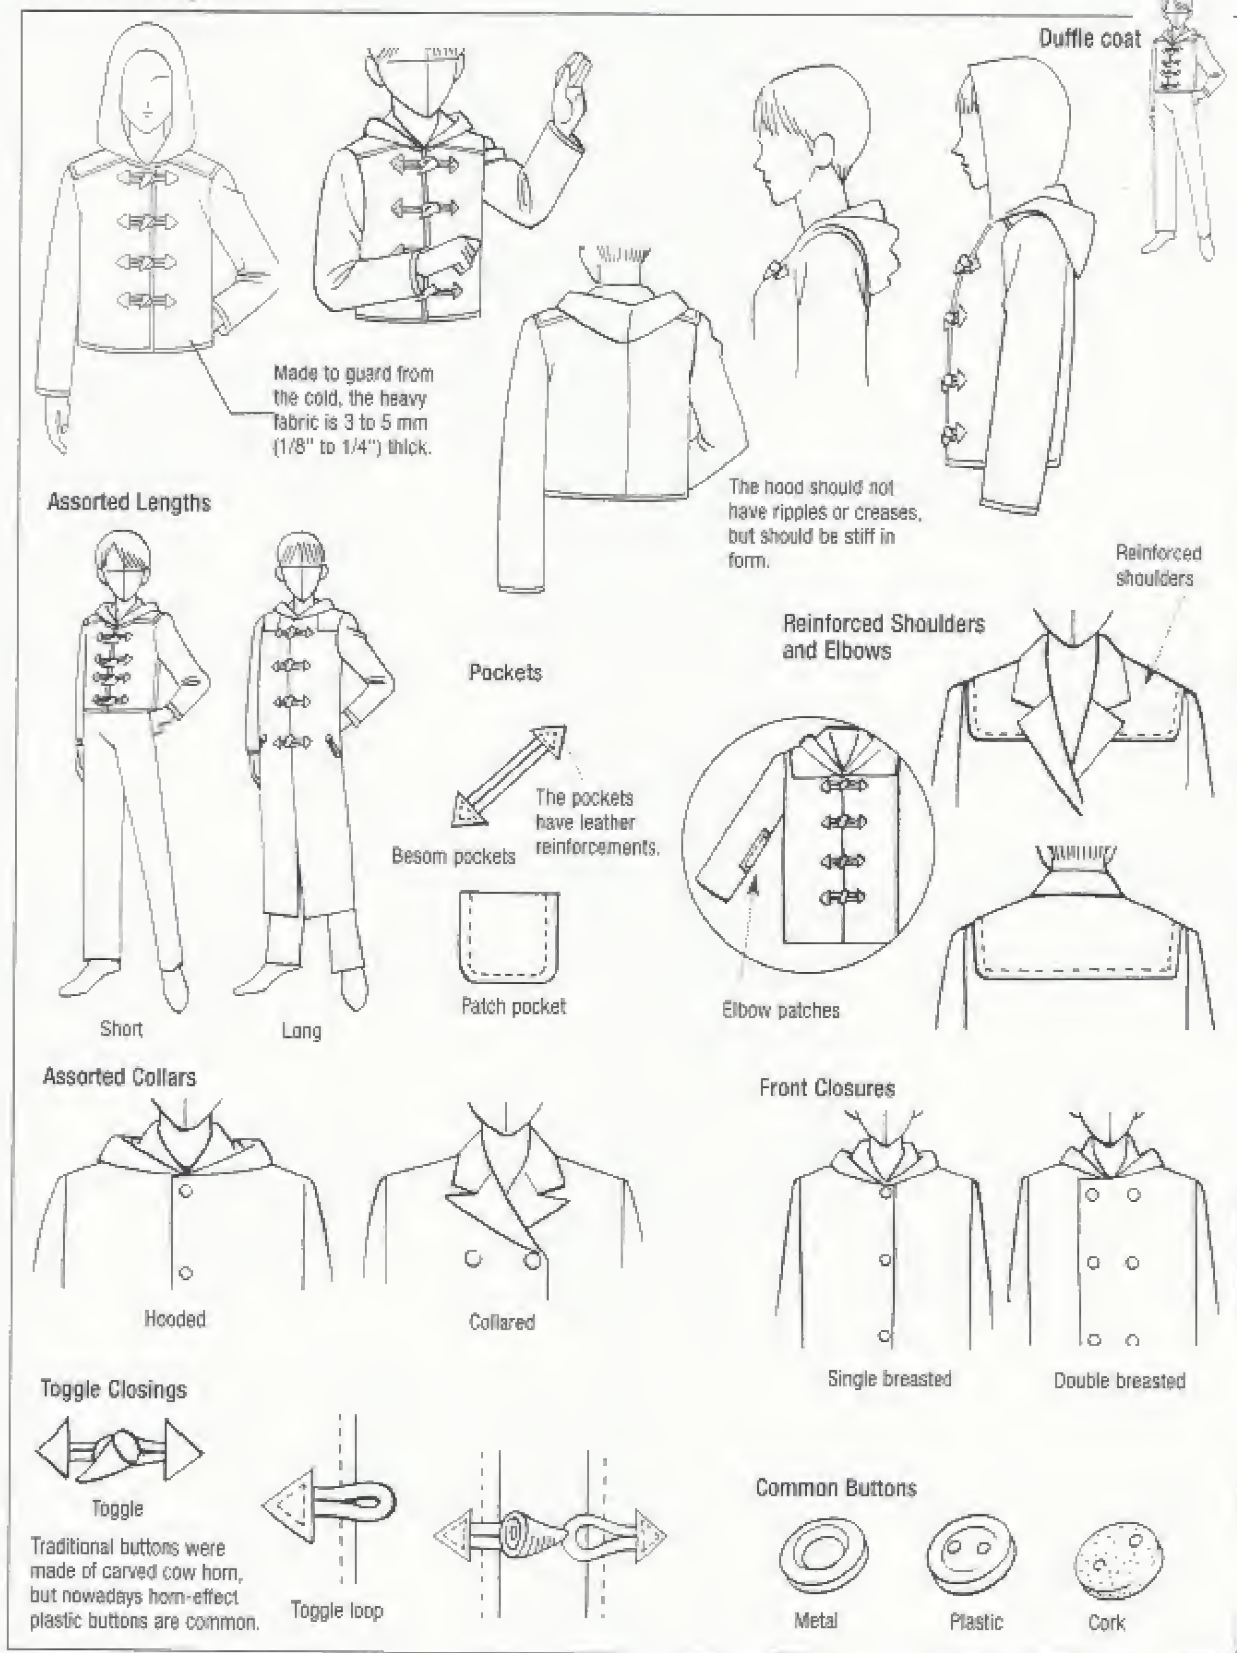 Duffle coat
Made to guard from
the cold, the heavy
fabric is 3 to 5 mm
(1/8" to 1/4") thick.
The hood should not
have ripples or creases,
but should be stiff in
form.
Assorted Lengths
Short
Long
Pockets
The pockets
have leather
reinforcements.
Besom pockets
Patch pocket
Reinforced Shoulders
and Elbows
Reinforced
shoulders
Elbow patches
Assorted Collars
Hooded
Collared
Front Closures
Single breasted
Double breasted
Toggle Closings
Toggle
Traditional buttons were
made of carved cow horn,
but nowadays horn-effect
plastic buttons are common.
Toggle loop
Common Buttons
Metal
Plastic
Cork